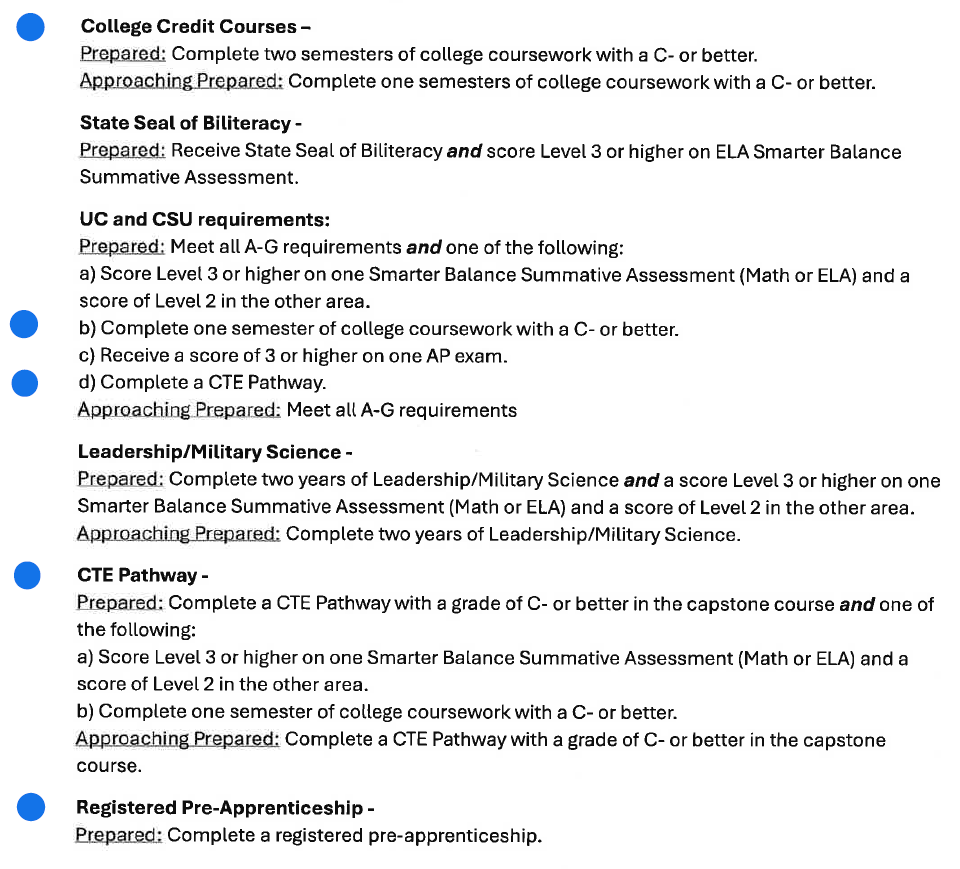 College Credit Courses –
Prepared: Complete two semesters of college coursework with a C- or better.
Approaching Prepared: Complete one semesters of college coursework with a C- or better.
State Seal of Biliteracy -
Prepared: Receive State Seal of Biliteracy and score Level 3 or higher on ELA Smarter Balance
Summative Assessment.
UC and CSU requirements:
Prepared: Meet all A-G requirements and one of the following:
a) Score Level 3 or higher on one Smarter Balance Summative Assessment (Math or ELA) and a
score of Level 2 in the other area.
b) Complete one semester of college coursework with a C- or better.
c) Receive a score of 3 or higher on one AP exam.
d) Complete a CTE Pathway.
Approaching Prepared: Meet all A-G requirements
Leadership/Military Science -
Prepared: Complete two years of Leadership/Military Science and a score Level 3 or higher on one
Smarter Balance Summative Assessment (Math or ELA) and a score of Level 2 in the other area.
Approaching Prepared: Complete two years of Leadership/Military Science.
CTE Pathway -
Prepared: Complete a CTE Pathway with a grade of C- or better in the capstone course and one of
the following:
a) Score Level 3 or higher on one Smarter Balance Summative Assessment (Math or ELA) and a
score of Level 2 in the other area.
b) Complete one semester of college coursework with a C- or better.
Approaching Prepared: Complete a CTE Pathway with a grade of C- or better in the capstone
course.
Registered Pre-Apprenticeship -
Prepared: Complete a registered pre-apprenticeship.